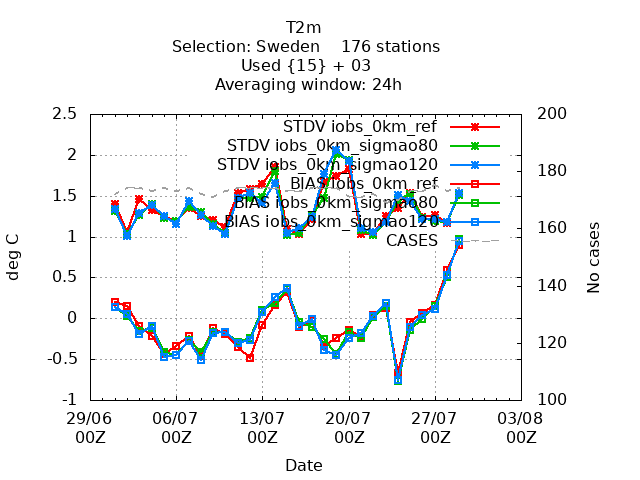 T2m
Selection: Sweden 176 stations
Used {15} + 03
Averaging window: 24h
STDV iobs_0km_ref
STDV iobs_0km_sigmao80
STDV iobs_0km_sigmao120
BIAS iobs_0km_ref
BIAS iobs_0km_sigmao80
BIAS iobs_0km_sigmao120
CASES
2.5
2
1.5
1
0.5
0
-0.5
-1
deg C
200
180
160
140
120
100
No cases
29/06 06/07 13/07 20/07 27/07 03/08
00Z 00Z 00Z 00Z 00Z 00Z
Date